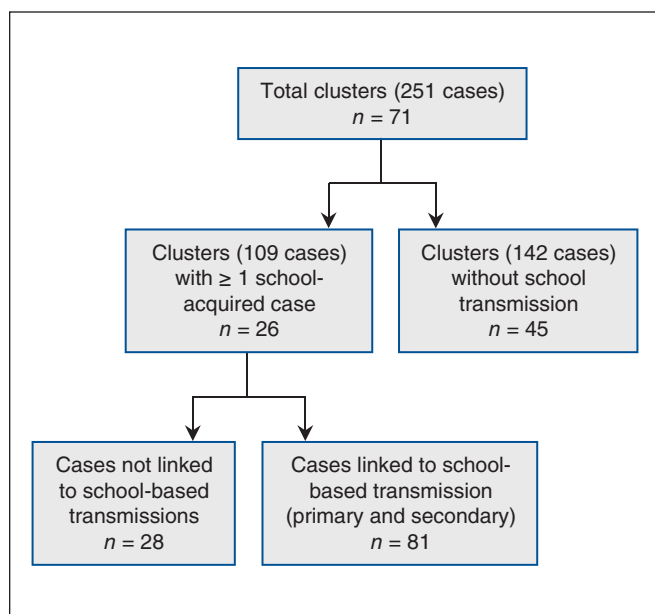 Total clusters (251 cases)
n = 71
Clusters (109 cases)
with ≥ 1 school-
acquired case
n = 26
Clusters (142 cases)
without school
transmission
n = 45
Cases not linked
to school-based
transmissions
n = 28
Cases linked to school-
based transmission
(primary and secondary)
n = 81